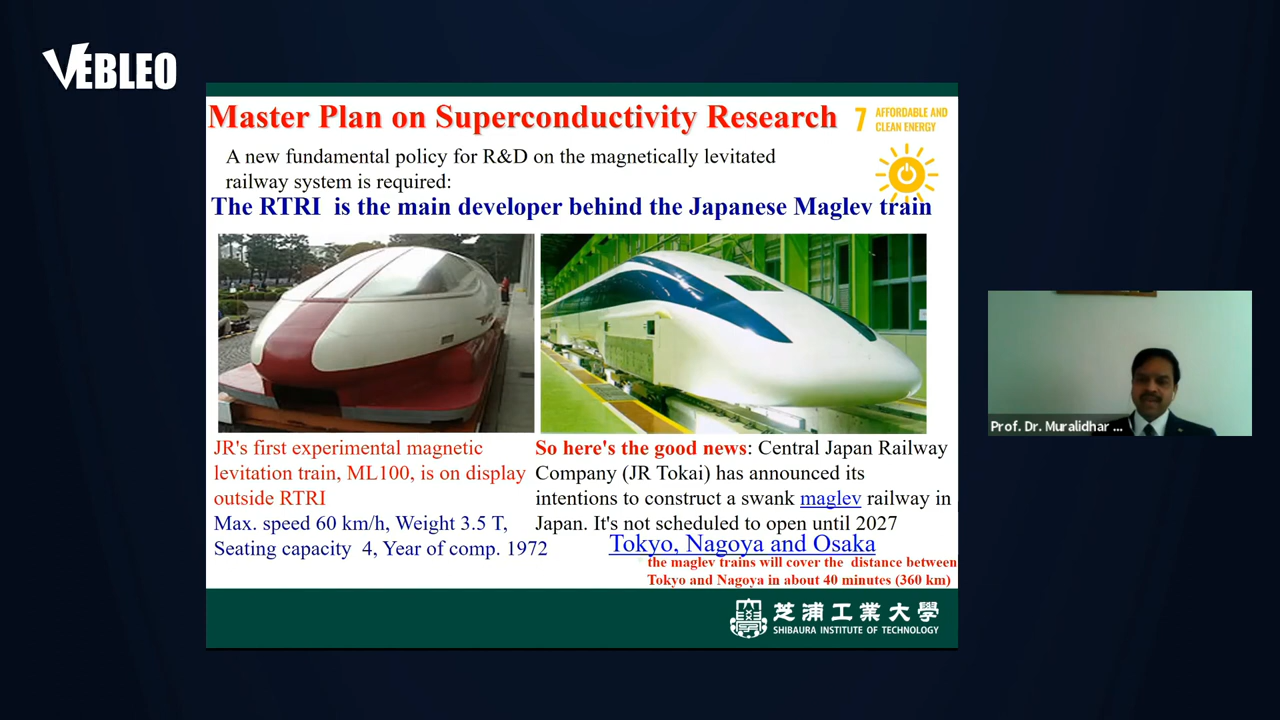 VEBLEO
Master Plan on Superconductivity Research
7 AFFORDABLE AND
CLEAN ENERGY
A new fundamental policy for R&D on the magnetically levitated
railway system is required:
The RTRI is the main developer behind the Japanese Maglev train
JR's first experimental magnetic
levitation train, ML100, is on display
outside RTRI
Max. speed 60 km/h, Weight 3.5 T,
Seating capacity 4, Year of comp. 1972
So here's the good news: Central Japan Railway
Company (JR Tokai) has announced its
intentions to construct a swank maglev railway in
Japan. It's not scheduled to open until 2027
Tokyo, Nagoya and Osaka
the maglev trains will cover the distance between
Tokyo and Nagoya in about 40 minutes (360 km)
芝浦工業大學
SHIBAURA INSTITUTE OF TECHNOLOGY
Prof. Dr. Muralidhar ...